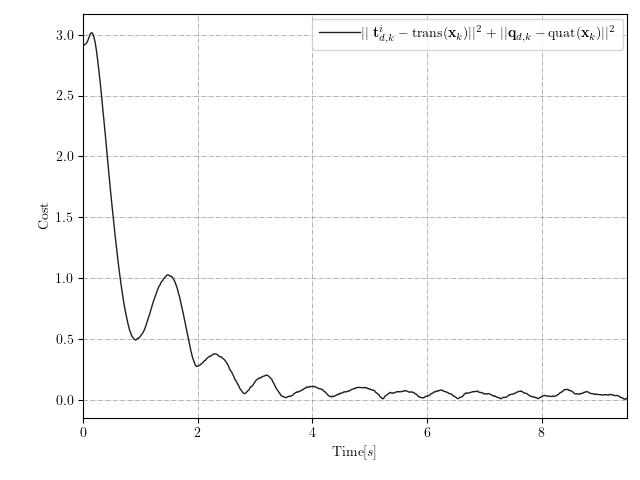 || t^i_{d,k} − trans(x_k)||^2 + ||q_{d,k} − quat(x_k)||^2
3.0
2.5
2.0
1.5
1.0
0.5
0.0
Cost
0 2 4 6 8
Time[s]